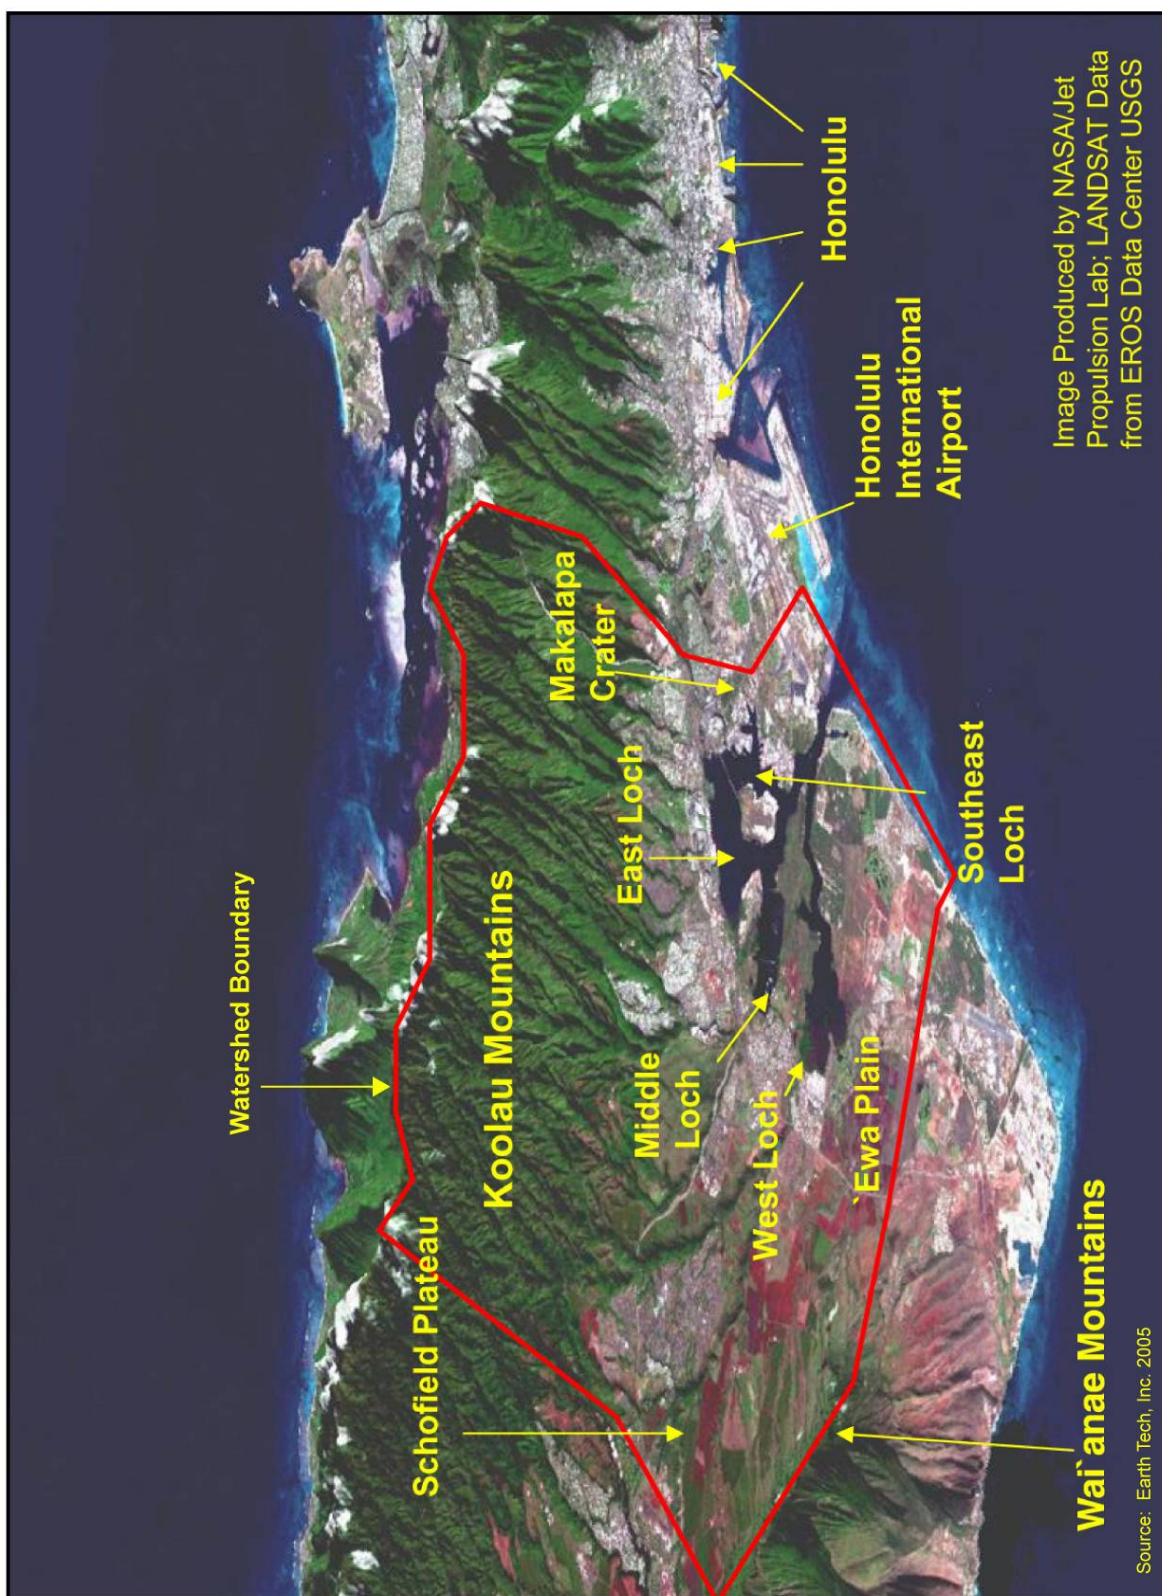 Watershed Boundary
Koolau Mountains
Schofield Plateau
Makalapa
Crater
East Loch
Middle
Loch
West Loch
`Ewa Plain
Southeast
Loch
Honolulu
Honolulu
International
Airport
Wai`anae Mountains
Image Produced by NASA/Jet
Propulsion Lab; LANDSAT Data
from EROS Data Center USGS
Source: Earth Tech, Inc. 2005